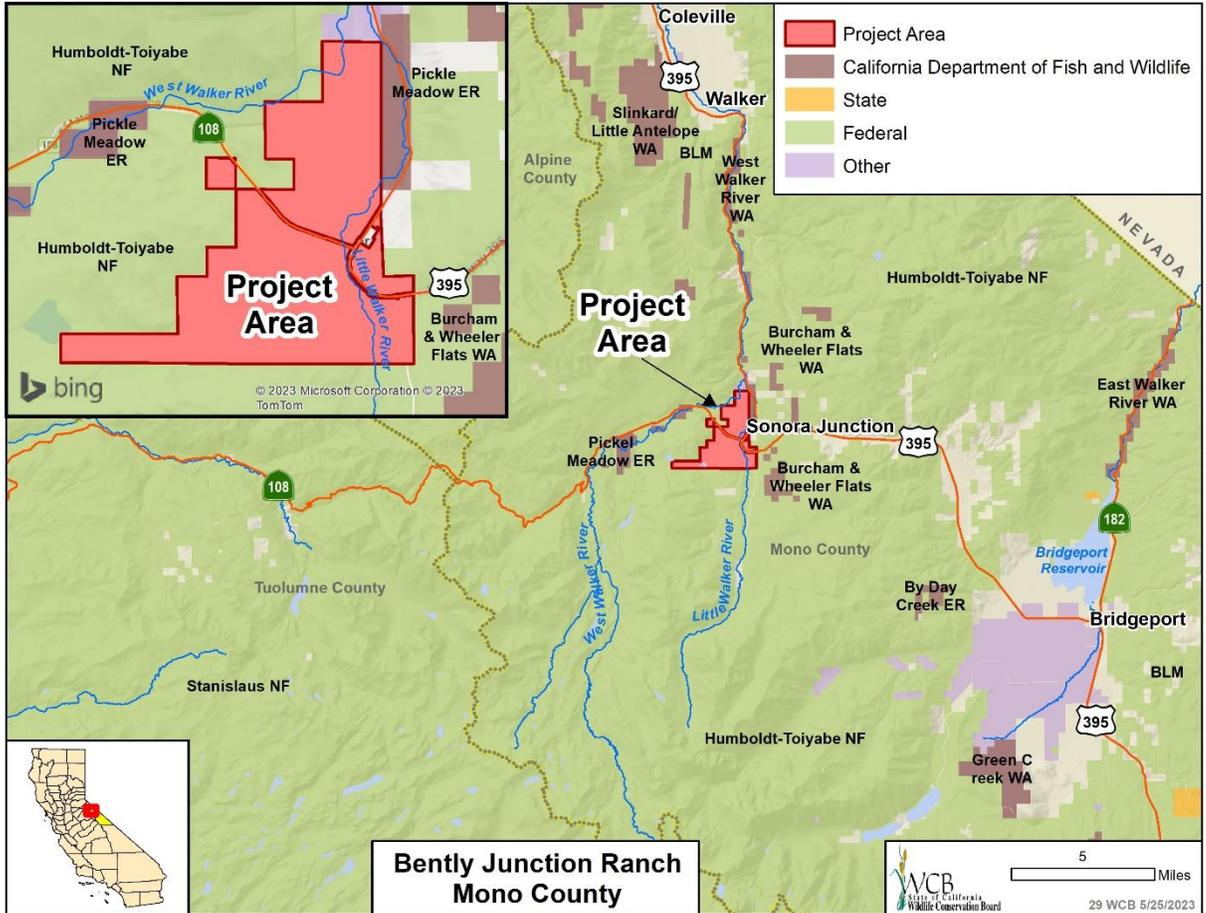 Humboldt-Toiyabe
NF
West Walker River
Pickle
Meadow ER
Pickle
Meadow
ER
108
Humboldt-Toiyabe
NF
Project
Area
Little Walker River
395
Burcham
& Wheeler
Flats WA
bing
© 2023 Microsoft Corporation © 2023
TomTom
Coleville
395
Walker
Slinkard/
Little Antelope
WA
BLM
Alpine
County
West
Walker
River
WA
Project Area
California Department of Fish and Wildlife
State
Federal
Other
NEVADA
Humboldt-Toiyabe NF
Project
Area
Burcham &
Wheeler Flats
WA
East Walker
River WA
Sonora Junction
395
Pickel
Meadow ER
Burcham &
Wheeler Flats
WA
108
182
West Walker River
Little Walker River
Mono County
Bridgeport
Reservoir
Tuolumne County
By Day
Creek ER
Bridgeport
Stanislaus NF
BLM
395
Humboldt-Toiyabe NF
Green C
reek WA
Bently Junction Ranch
Mono County
WCB
State of California
Wildlife Conservation Board
5
Miles
29 WCB 5/25/2023